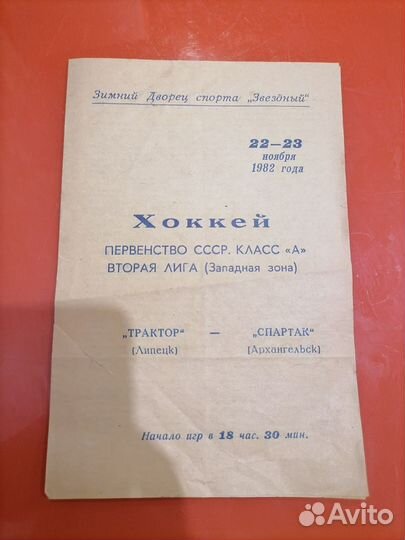 Зимний Дворец спорта „Звездный"
22—23
ноября
1982 года
Хоккей
ПЕРВЕНСТВО СССР. КЛАСС «А»
ВТОРАЯ ЛИГА (Западная зона)
„ТРАКТОР" — „СПАРТАК"
(Липецк) (Архангельск)
Начало игр в 18 час. 30 мин.
Avito